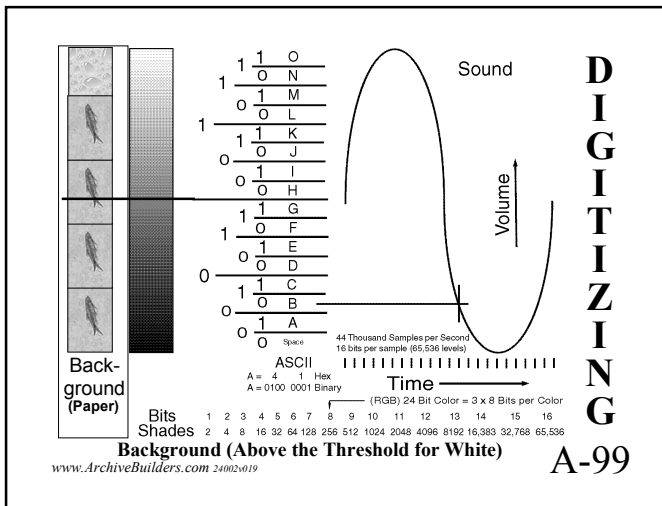 Sound
DIGITIZING
1 O
1
0 N
1
1 M
0
0 L
1
1 K
1
0 J
0
1 I
0
0 H
1 G
1
0 F
1
1 E
0
0 D
0
1 C
0
0 B
0
1 A
0 Space
Volume
44 Thousand Samples per Second
16 bits per sample (65,536 levels)
ASCII
A = 4 1 Hex
A = 0100 0001 Binary
Time
Back-
ground
(Paper)
(RGB) 24 Bit Color = 3 x 8 Bits per Color
Bits 1 2 3 4 5 6 7 8 9 10 11 12 13 14 15 16
Shades 2 4 8 16 32 64 128 256 512 1024 2048 4096 8192 16,383 32,768 65,536
Background (Above the Threshold for White)
www.ArchiveBuilders.com 24002v019
A-99